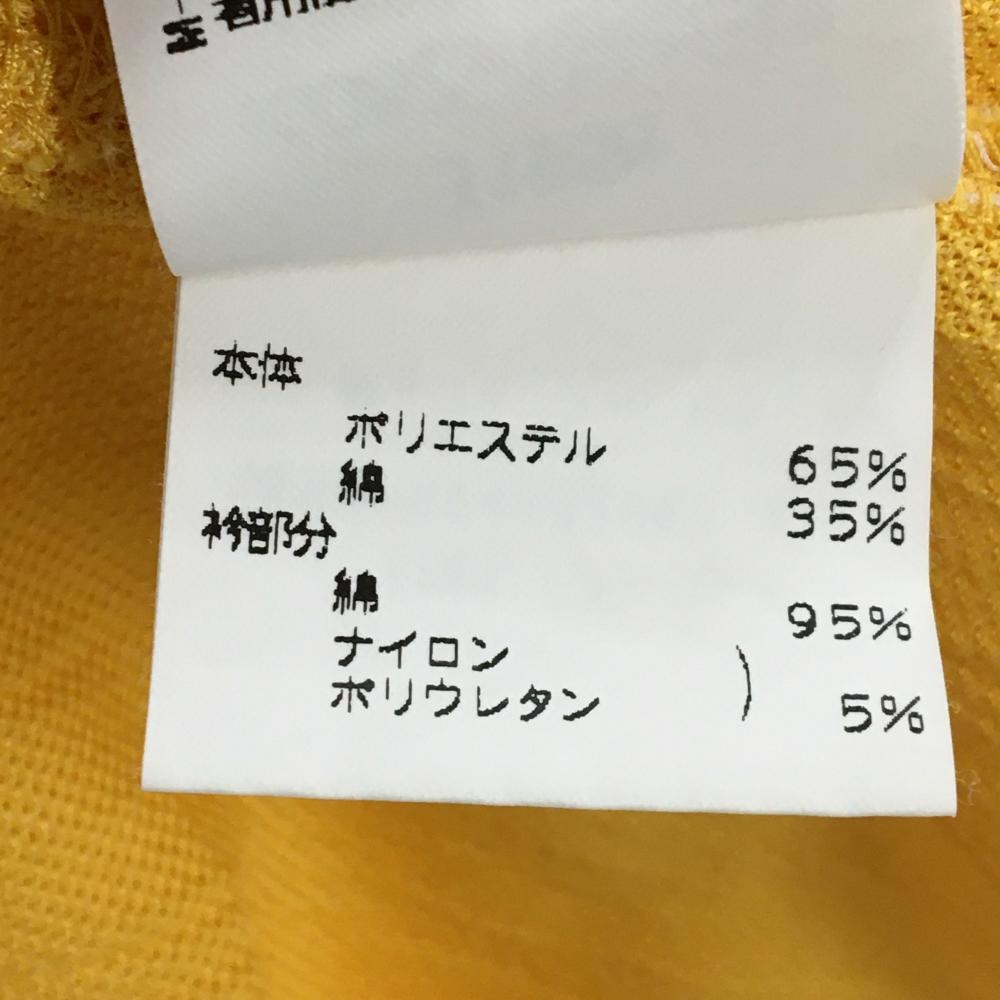 本体
ポリエステル 65%
綿 35%
衿部分
綿 95%
ナイロン
ポリウレタン ) 5%